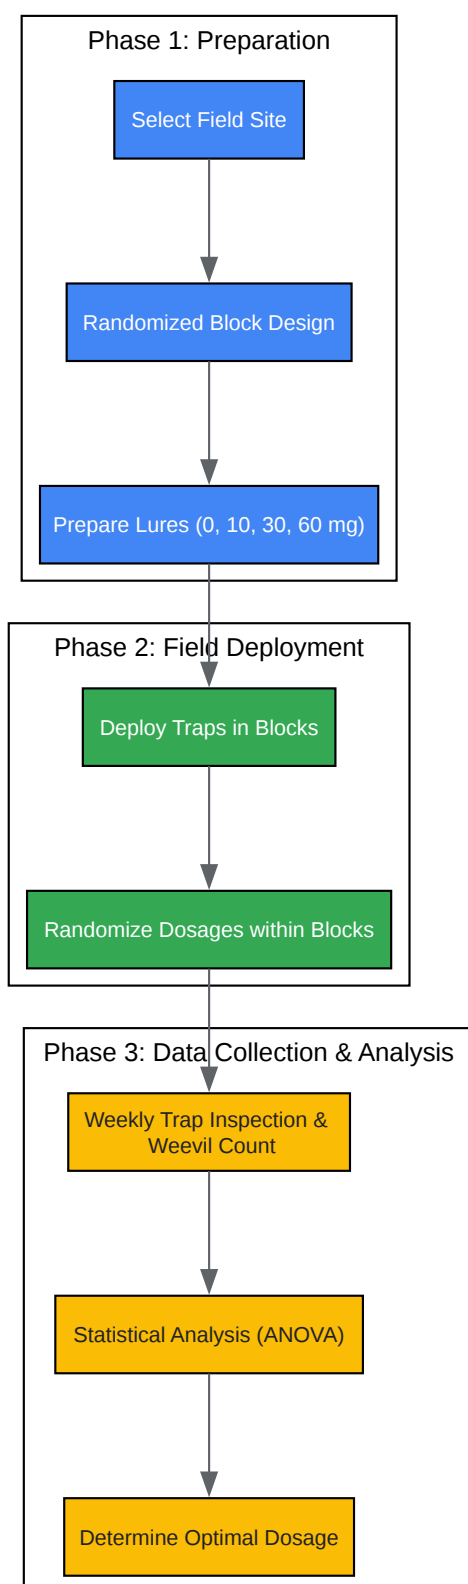 Phase 1: Preparation
Select Field Site
Randomized Block Design
Prepare Lures (0, 10, 30, 60 mg)
Phase 2: Field Deployment
Deploy Traps in Blocks
Randomize Dosages within Blocks
Phase 3: Data Collection & Analysis
Weekly Trap Inspection &
Weevil Count
Statistical Analysis (ANOVA)
Determine Optimal Dosage